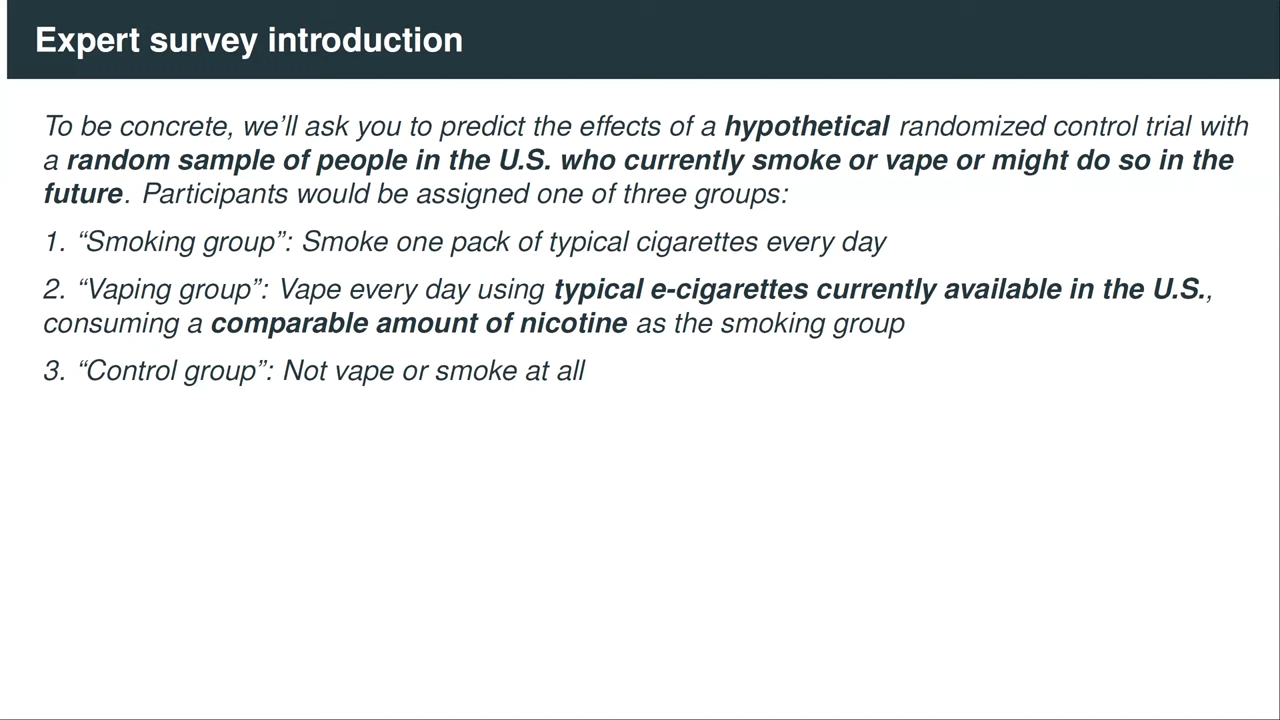 Expert survey introduction
To be concrete, we’ll ask you to predict the effects of a hypothetical randomized control trial with
a random sample of people in the U.S. who currently smoke or vape or might do so in the
future. Participants would be assigned one of three groups:
1. “Smoking group”: Smoke one pack of typical cigarettes every day
2. “Vaping group”: Vape every day using typical e-cigarettes currently available in the U.S.,
consuming a comparable amount of nicotine as the smoking group
3. “Control group”: Not vape or smoke at all